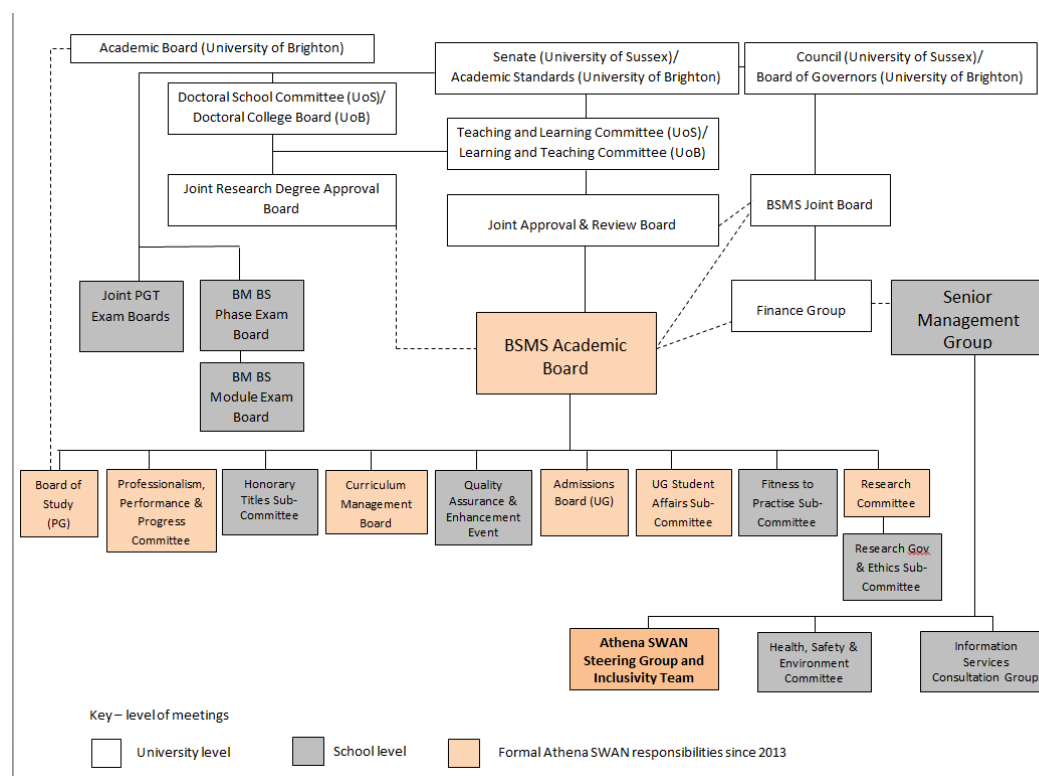 Academic Board (University of Brighton)
Senate (University of Sussex)/
Academic Standards (University of Brighton)
Council (University of Sussex)/
Board of Governors (University of Brighton)
Doctoral School Committee (UoS)/
Doctoral College Board (UoB)
Teaching and Learning Committee (UoS)/
Learning and Teaching Committee (UoB)
Joint Research Degree Approval
Board
Joint Approval & Review Board
BSMS Joint Board
Joint PGT
Exam Boards
BM BS
Phase Exam
Board
Finance Group
Senior
Management
Group
BSMS Academic
Board
BM BS
Module Exam
Board
Board of
Study
(PG)
Professionalism,
Performance &
Progress
Committee
Honorary
Titles Sub-
Committee
Curriculum
Management
Board
Quality
Assurance &
Enhancement
Event
Admissions
Board (UG)
UG Student
Affairs Sub-
Committee
Fitness to
Practise Sub-
Committee
Research
Committee
Research Gov
& Ethics Sub-
Committee
Athena SWAN
Steering Group and
Inclusivity Team
Health, Safety &
Environment
Committee
Information
Services
Consultation Group
Key – level of meetings
University level
School level
Formal Athena SWAN responsibilities since 2013